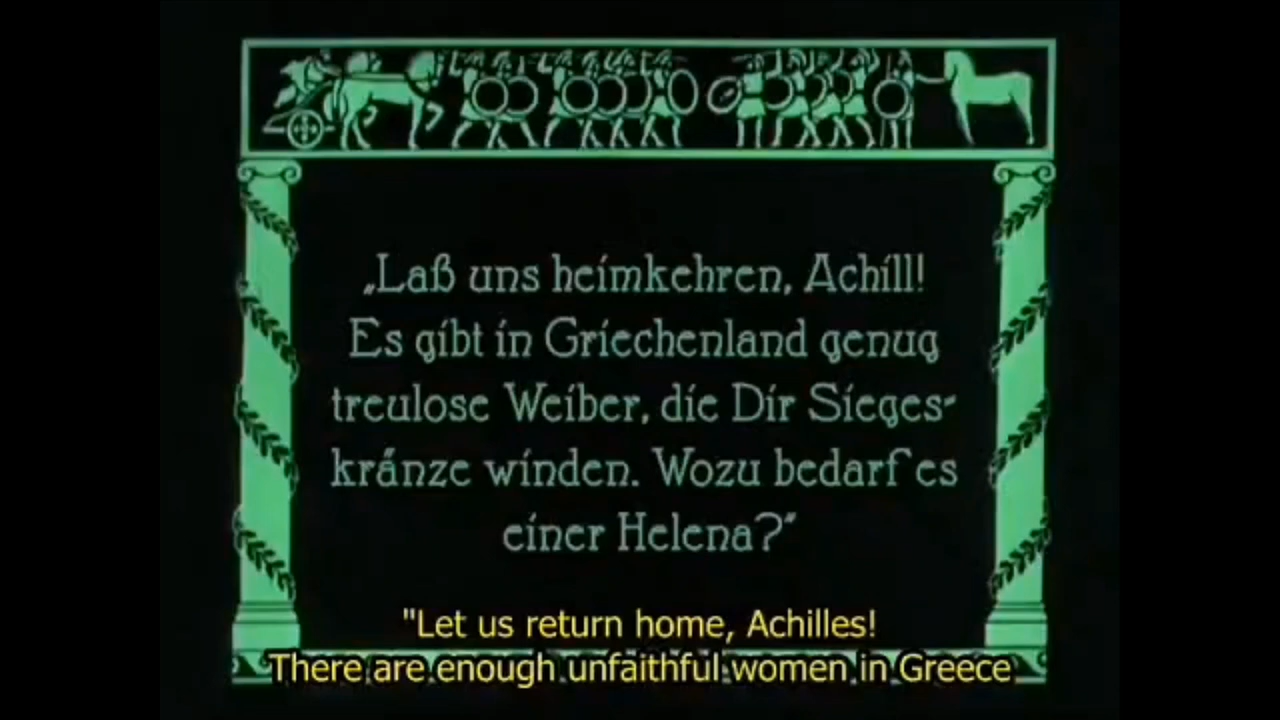 „Laß uns heimkehren, Achill!
Es gibt in Griechenland genug
treulose Weiber, die Dir Sieges-
kränze winden. Wozu bedarf es
einer Helena?"
"Let us return home, Achilles!
There are enough unfaithful women in Greece